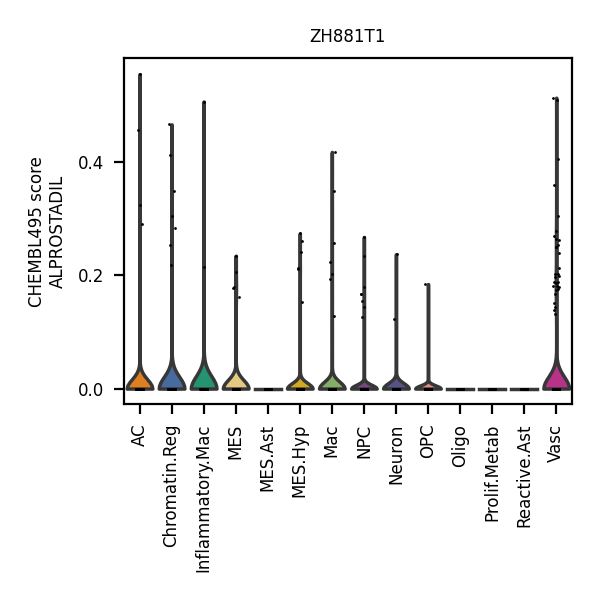 ZH881T1
CHEMBL495 score
ALPROSTADIL
0.4
0.2
0.0
AC
Chromatin.Reg
Inflammatory.Mac
MES
MES.Ast
MES.Hyp
Mac
NPC
Neuron
OPC
Oligo
Prolif.Metab
Reactive.Ast
Vasc